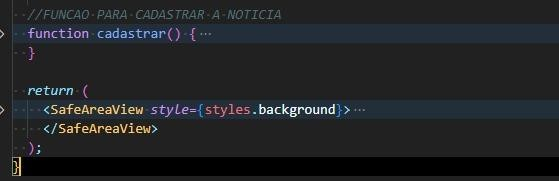 //FUNCAO PARA CADASTRAR A NOTICIA
function cadastrar() { ...
}
return (
<SafeAreaView style={styles.background}> ...
</SafeAreaView>
);
}